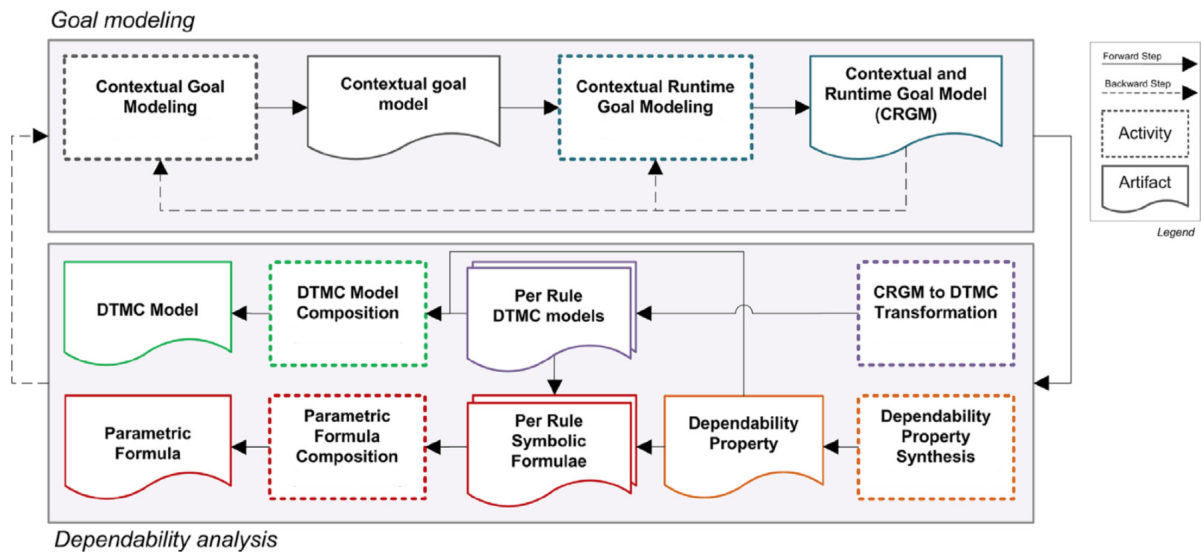 Goal modeling
Contextual Goal
Modeling
Contextual goal
model
Contextual Runtime
Goal Modeling
Contextual and
Runtime Goal Model
(CRGM)
Forward Step
Backward Step
Activity
Artifact
Legend
DTMC Model
DTMC Model
Composition
Per Rule
DTMC models
CRGM to DTMC
Transformation
Parametric
Formula
Parametric
Formula
Composition
Per Rule
Symbolic
Formulae
Dependability
Property
Dependability
Property
Synthesis
Dependability analysis